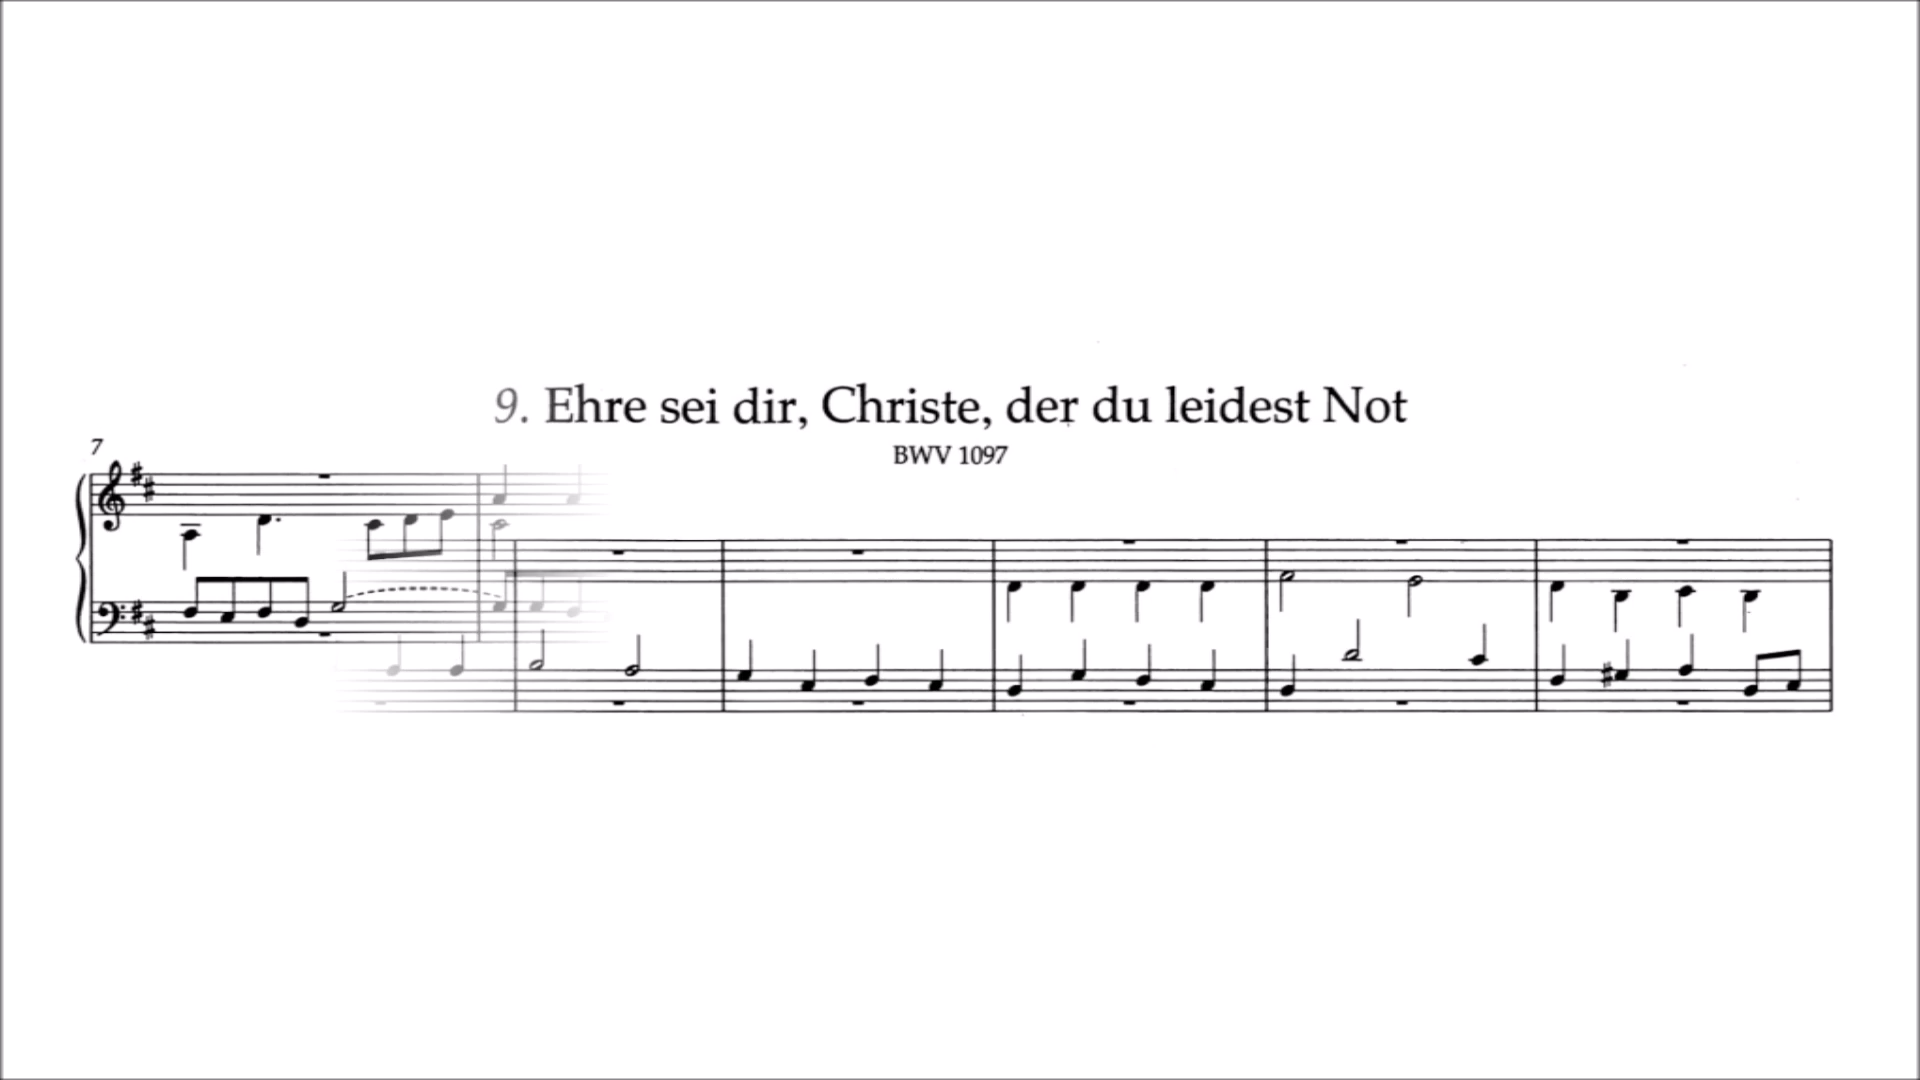 9. Ehre sei dir, Christe, der du leidest Not
BWV 1097
7